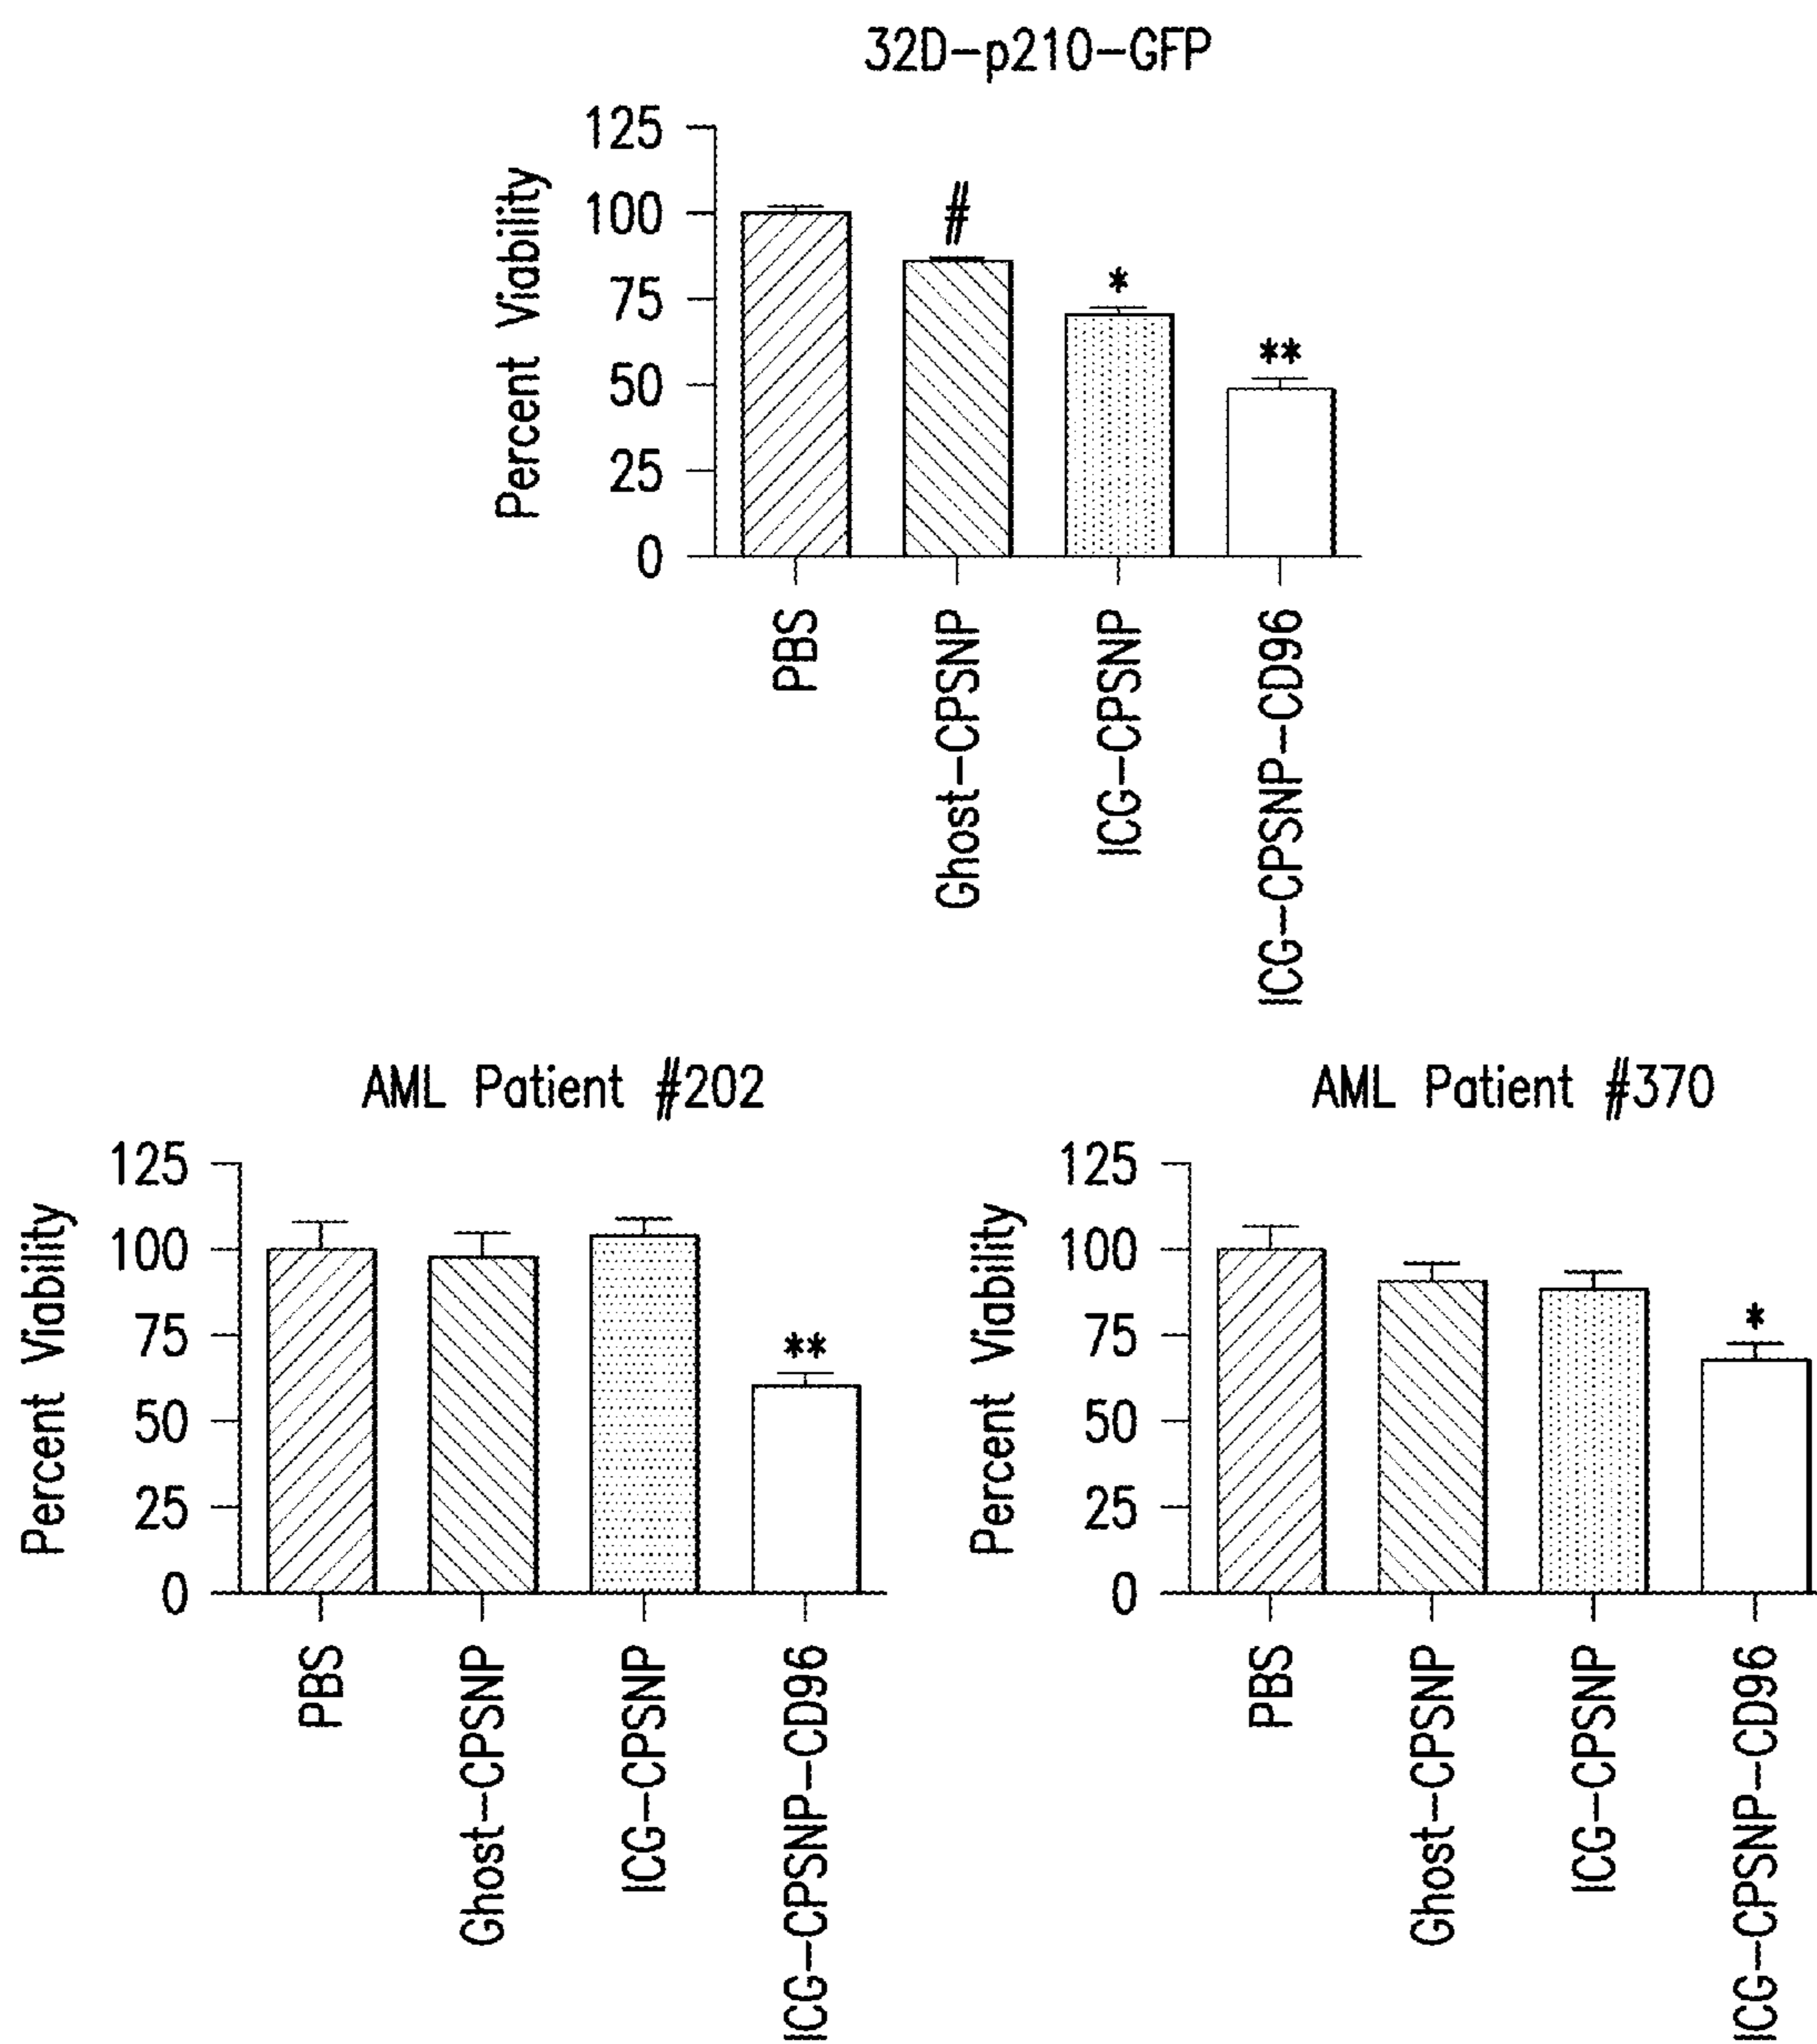 32D-p210-GFP
Percent Viability
125
100
75
50
25
0
#
*
**
PBS
Ghost-CPSNP
ICG-CPSNP
ICG-CPSNP-CD96
AML Patient #202
Percent Viability
125
100
75
50
25
0
**
PBS
Ghost-CPSNP
ICG-CPSNP
ICG-CPSNP-CD96
AML Patient #370
Percent Viability
125
100
75
50
25
0
*
PBS
Ghost-CPSNP
ICG-CPSNP
ICG-CPSNP-CD96